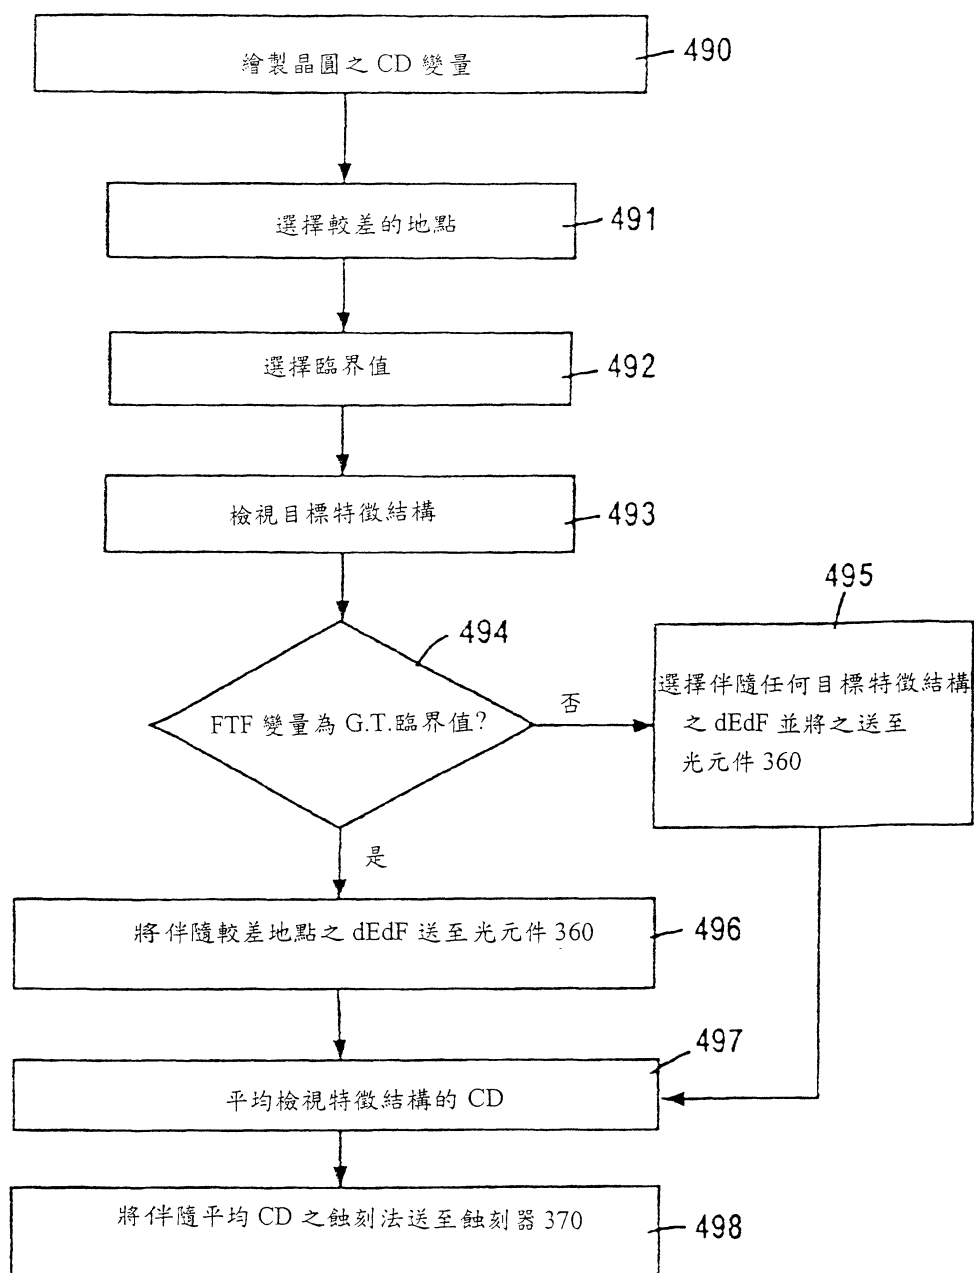 繪製晶圓之 CD 變量
490
選擇較差的地點
491
選擇臨界值
492
檢視目標特徵結構
493
494
FTF 變量為 G.T.臨界值?
否
495
選擇伴隨任何目標特徵結構
之 dEdF 並將之送至
光元件 360
是
將伴隨較差地點之 dEdF 送至光元件 360
496
497
平均檢視特徵結構的 CD
將伴隨平均 CD 之蝕刻法送至蝕刻器 370
498